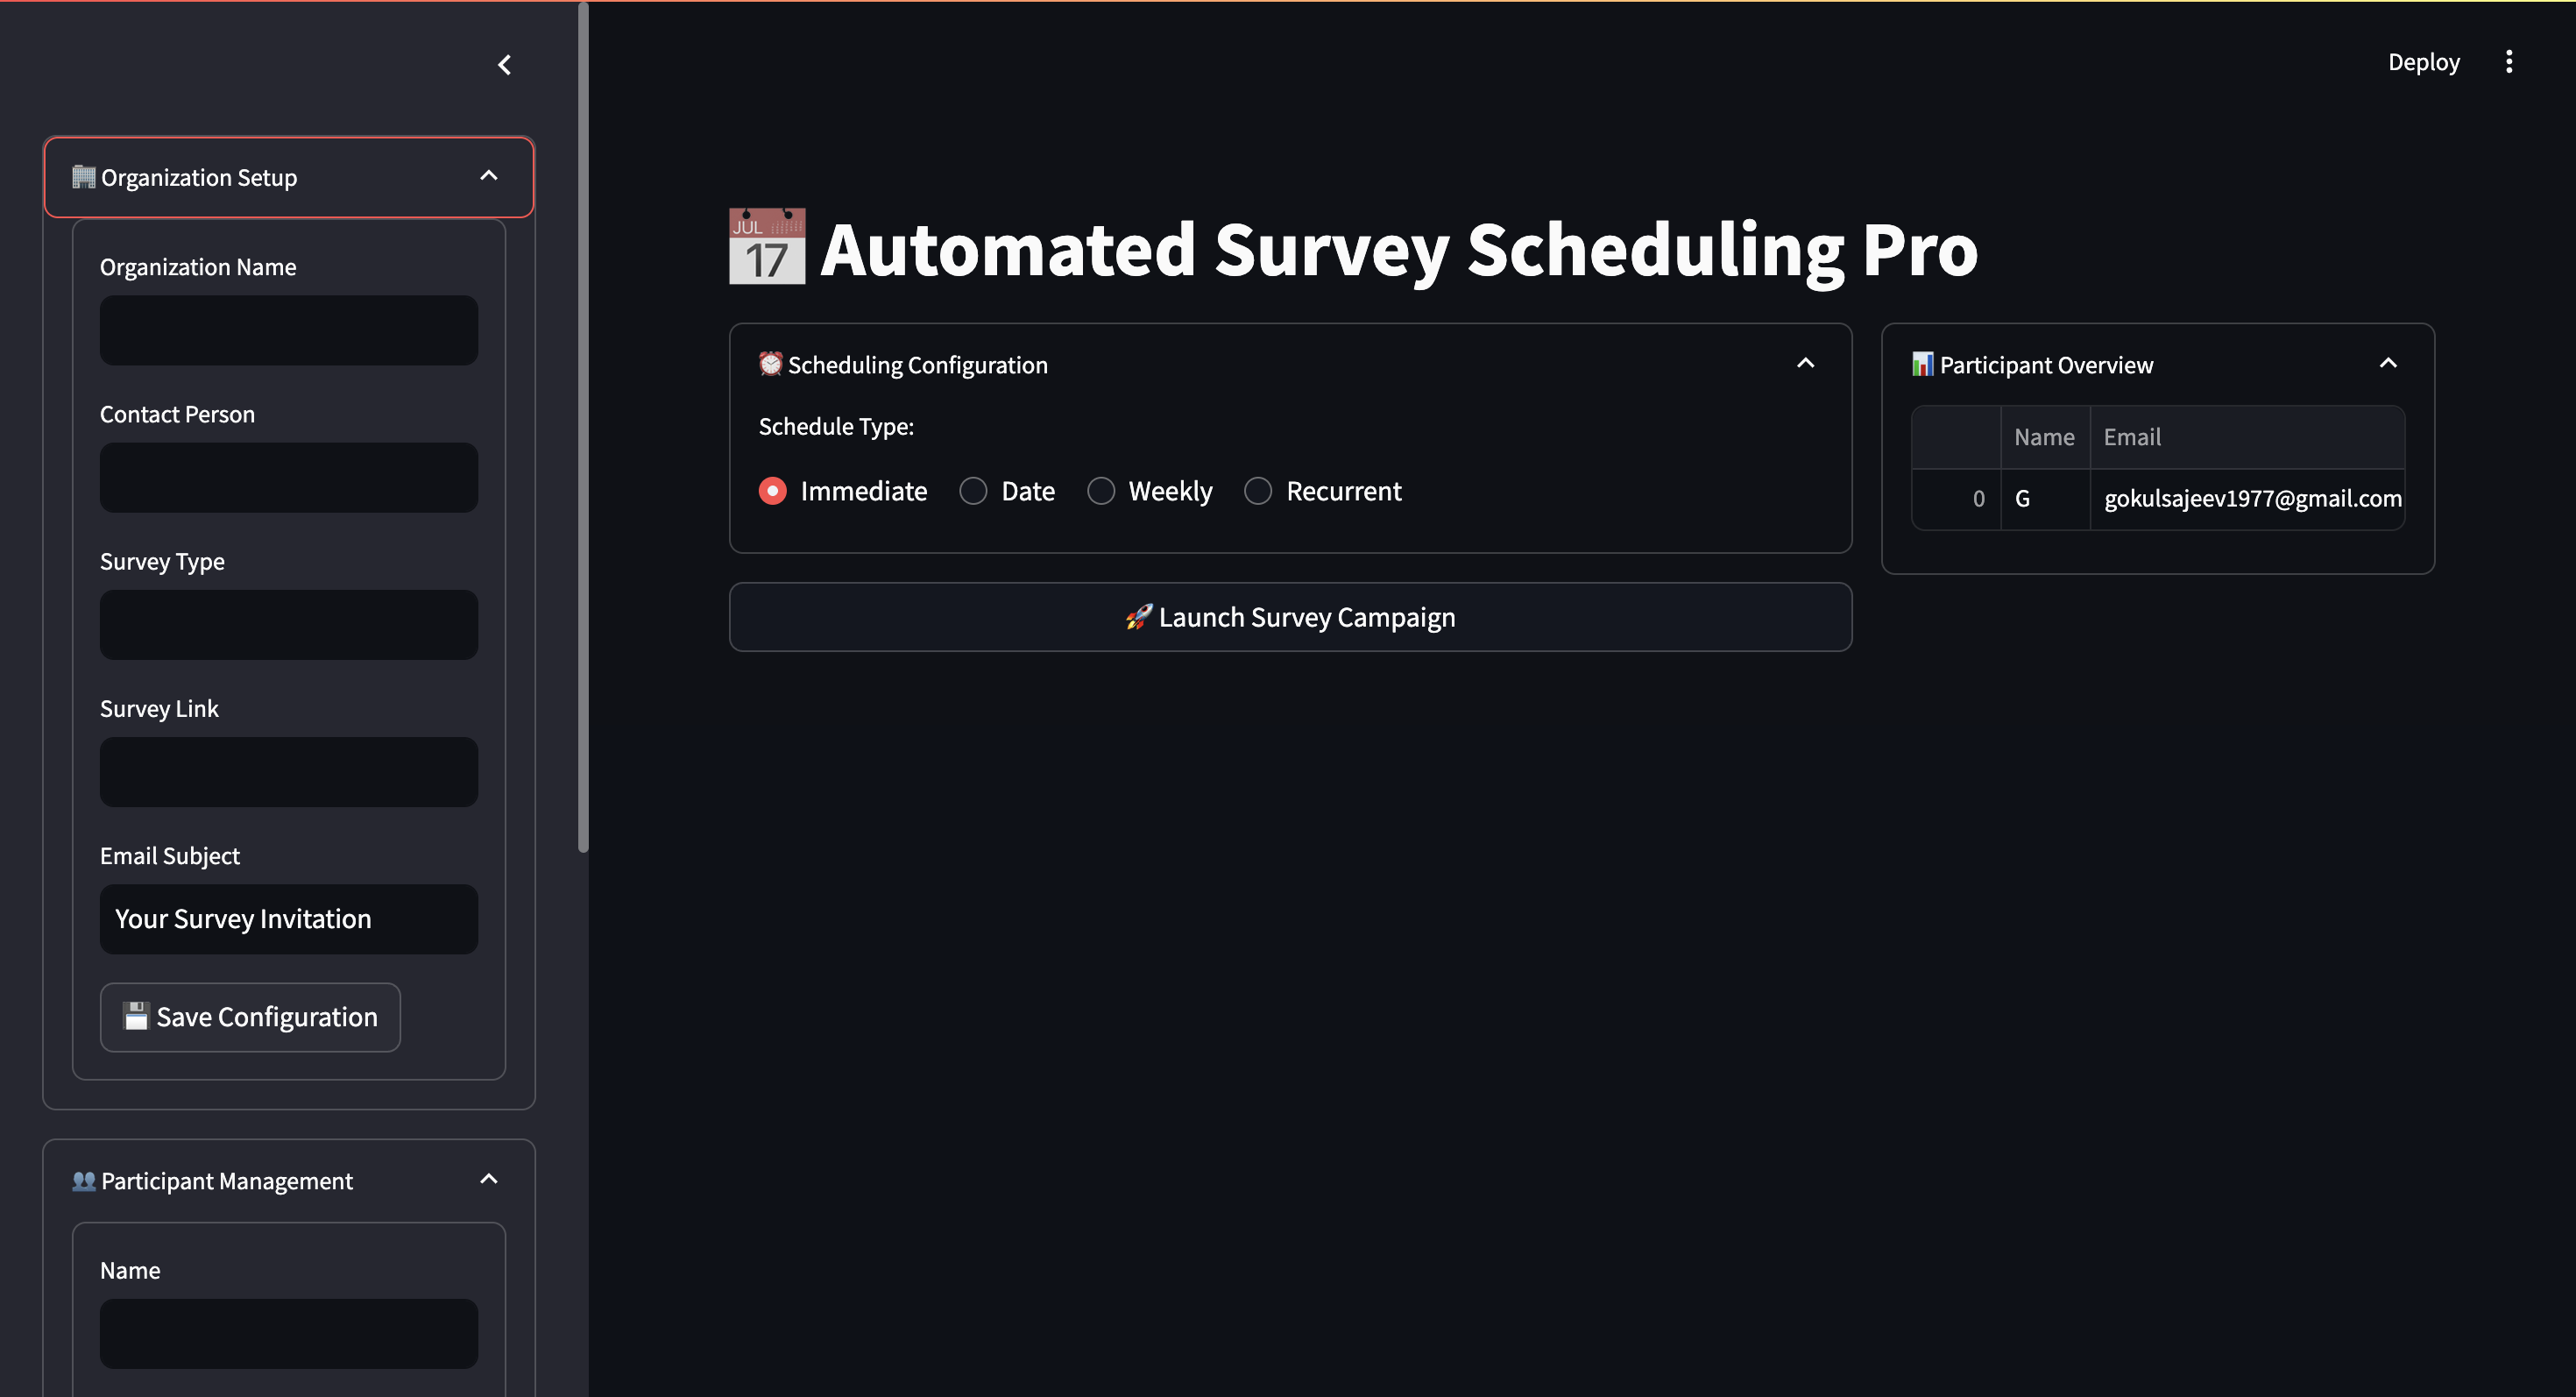 Deploy
🏢 Organization Setup
Organization Name
Contact Person
Survey Type
Survey Link
Email Subject
Your Survey Invitation
💾 Save Configuration
👥 Participant Management
Name
JUL
17
Automated Survey Scheduling Pro
⏰ Scheduling Configuration
Schedule Type:
Immediate Date Weekly Recurrent
🚀 Launch Survey Campaign
📊 Participant Overview
Name Email
0 G gokulsajeev1977@gmail.com